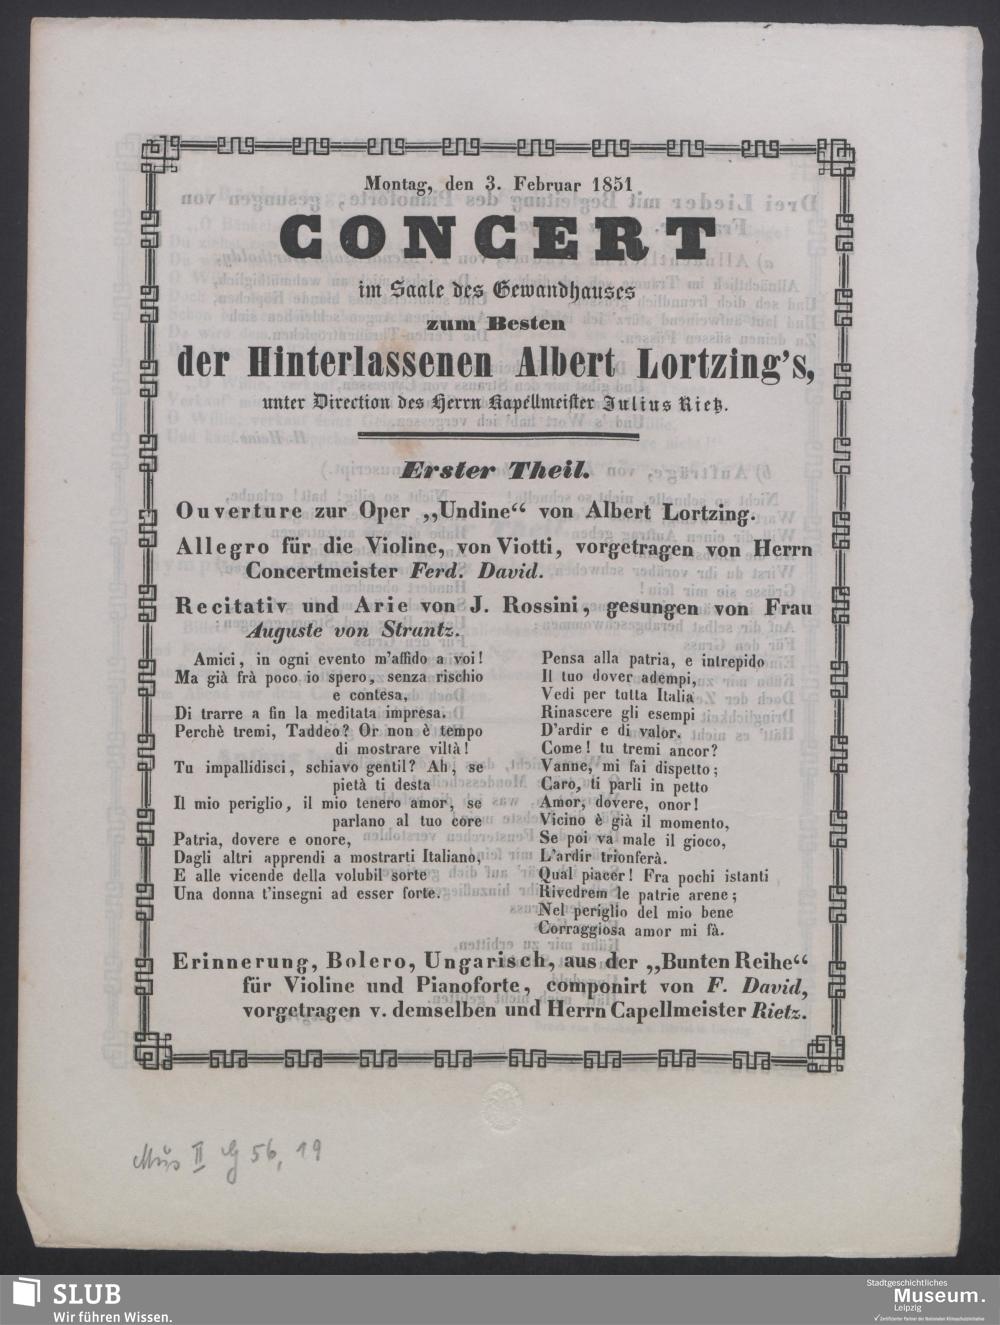 Montag, den 3. Februar 1851
CONCERT
im Saale des Gewandhauses
zum Besten
der Hinterlassenen Albert Lortzing's,
unter Direction des Herrn Kapellmeister Julius Rietz.
Erster Theil.
Ouverture zur Oper „Undine“ von Albert Lortzing.
Allegro für die Violine, von Viotti, vorgetragen von Herrn
Concertmeister Ferd. David.
Recitativ und Arie von J. Rossini, gesungen von Frau
Auguste von Strantz.
Amici, in ogni evento m'affido a voi!
Ma già frà poco io spero, senza rischio
e contesa,
Di trarre a fin la meditata impresa.
Perchè tremi, Taddeo? Or non è tempo
di mostrare viltà!
Tu impallidisci, schiavo gentil? Ah, se
pietà ti desta
Il mio periglio, il mio tenero amor, se
parlano al tuo core
Patria, dovere e onore,
Dagli altri apprendi a mostrarti Italiano,
E alle vicende della volubil sorte
Una donna t'insegni ad esser forte.
Pensa alla patria, e intrepido
Il tuo dover adempi,
Vedi per tutta Italia
Rinascere gli esempi
D'ardir e di valor.
Come! tu tremi ancor?
Vanne, mi fai dispetto;
Caro, ti parli in petto
Amor, dovere, onor!
Vicino è già il momento,
Se poi va male il gioco,
L'ardir trionferà.
Qual piacer! Fra pochi istanti
Rivedrem le patrie arene;
Nel periglio del mio bene
Corraggiosa amor mi fà.
Erinnerung, Bolero, Ungarisch, aus der „Bunten Reihe“
für Violine und Pianoforte, componirt von F. David,
vorgetragen v. demselben und Herrn Capellmeister Rietz.
Mus II G 56, 19
SLUB
Wir führen Wissen.
Stadtgeschichtliches
Museum.
Leipzig